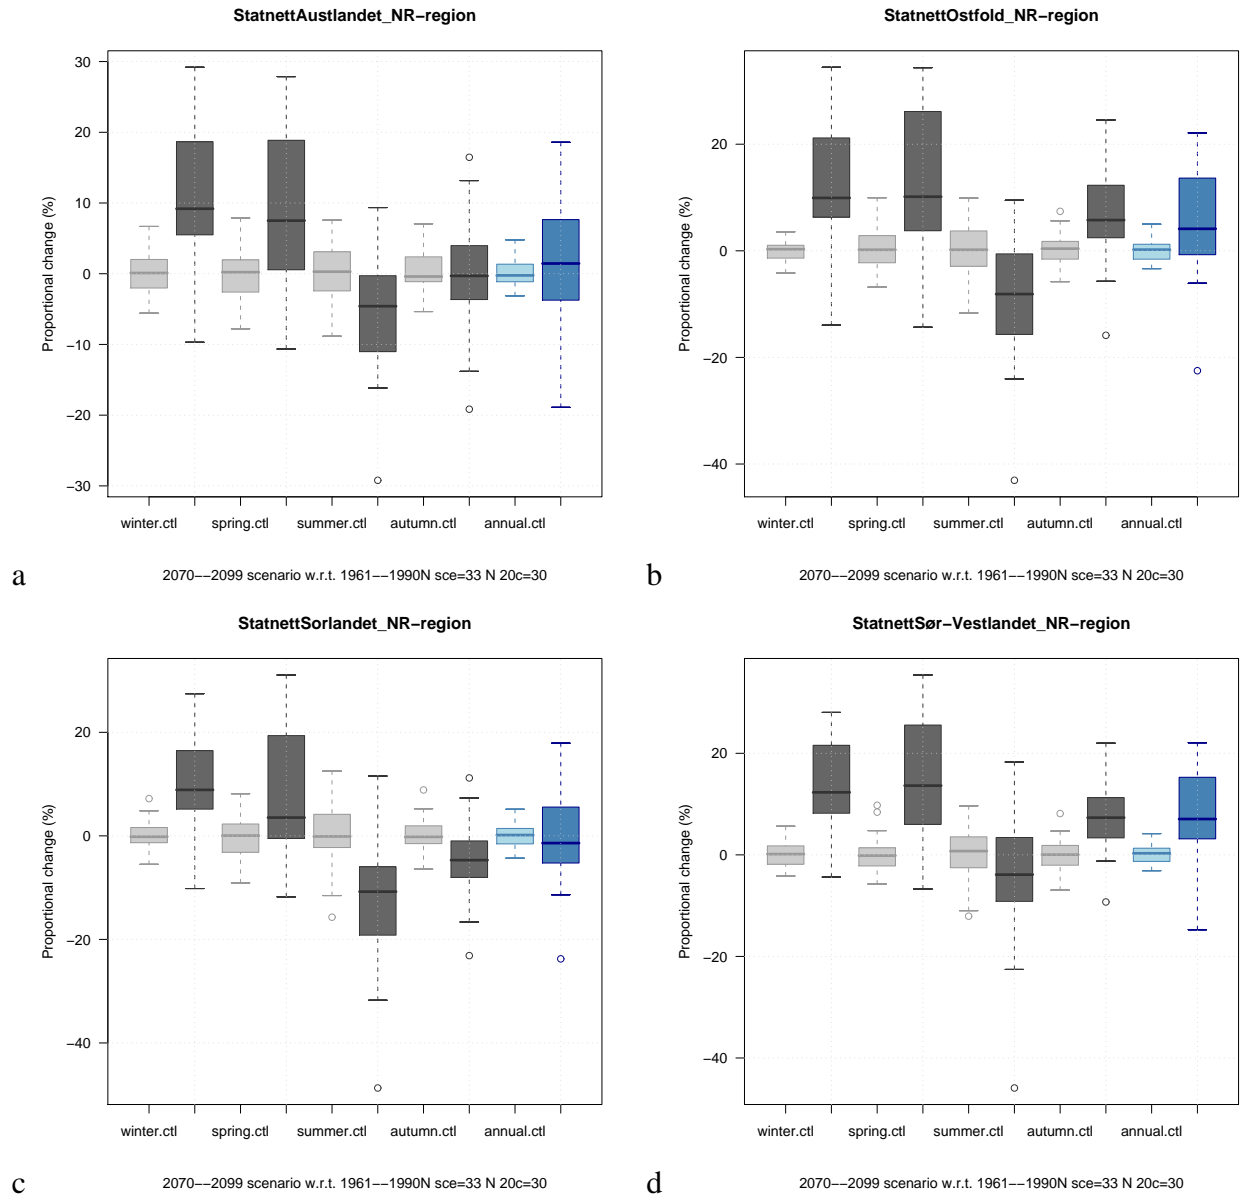 StatnettAustlandet_NR−region
Proportional change (%)
30
20
10
0
−10
−20
−30
winter.ctl spring.ctl summer.ctl autumn.ctl annual.ctl
2070−−2099 scenario w.r.t. 1961−−1990N sce=33 N 20c=30
a
StatnettOstfold_NR−region
Proportional change (%)
20
0
−20
−40
winter.ctl spring.ctl summer.ctl autumn.ctl annual.ctl
2070−−2099 scenario w.r.t. 1961−−1990N sce=33 N 20c=30
b
StatnettSorlandet_NR−region
Proportional change (%)
20
0
−20
−40
winter.ctl spring.ctl summer.ctl autumn.ctl annual.ctl
2070−−2099 scenario w.r.t. 1961−−1990N sce=33 N 20c=30
c
StatnettSør−Vestlandet_NR−region
Proportional change (%)
20
0
−20
−40
winter.ctl spring.ctl summer.ctl autumn.ctl annual.ctl
2070−−2099 scenario w.r.t. 1961−−1990N sce=33 N 20c=30
d